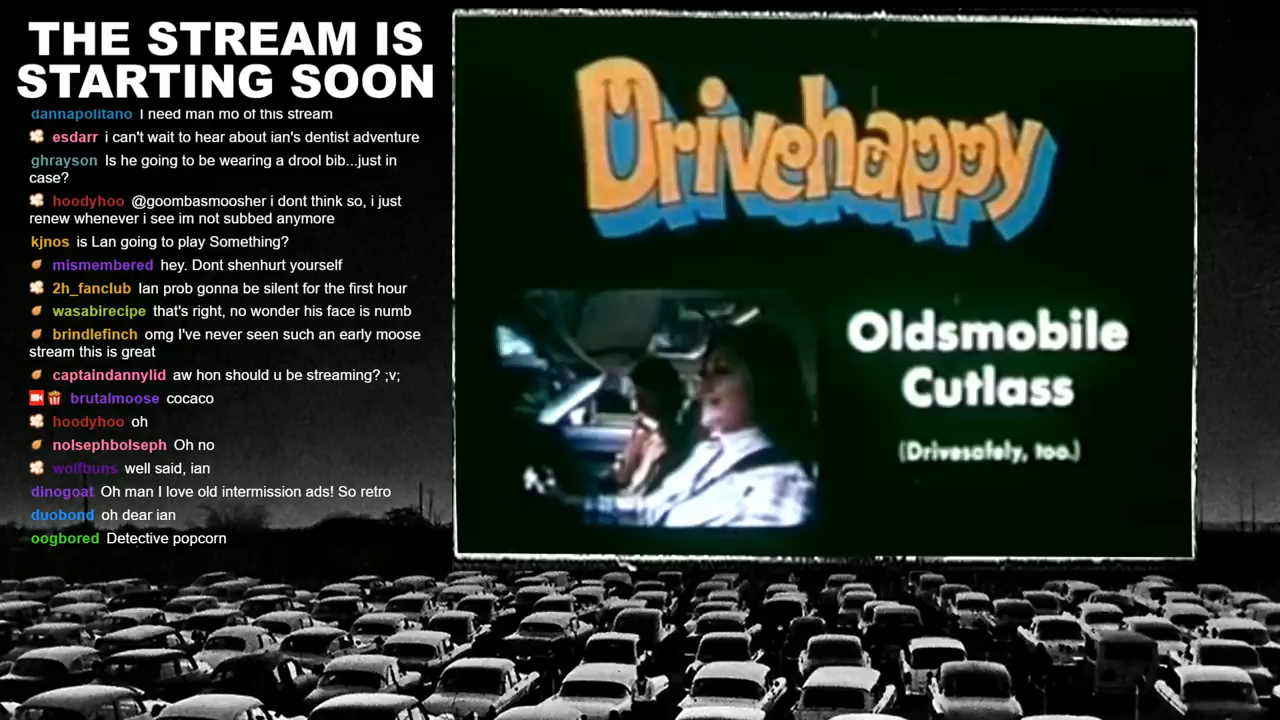 THE STREAM IS
STARTING SOON
dannapolitano I need man mo of this stream
esdarr i can't wait to hear about ian's dentist adventure
ghrayson Is he going to be wearing a drool bib...just in
case?
hoodyhoo @goombasmoosher i dont think so, i just
renew whenever i see im not subbed anymore
kjnos is Lan going to play Something?
mismembered hey. Dont shenhurt yourself
2h_fanclub Ian prob gonna be silent for the first hour
wasabirecipe that's right, no wonder his face is numb
brindlefinch omg I've never seen such an early moose
stream this is great
captaindannylid aw hon should u be streaming? ;v;
brutalmoose cocaco
hoodyhoo oh
nolsephbolseph Oh no
wolfbuns well said, ian
dinogoat Oh man I love old intermission ads! So retro
duobond oh dear ian
oogbored Detective popcorn
Drivehappy
Oldsmobile
Cutlass
(Drivesafely, too.)